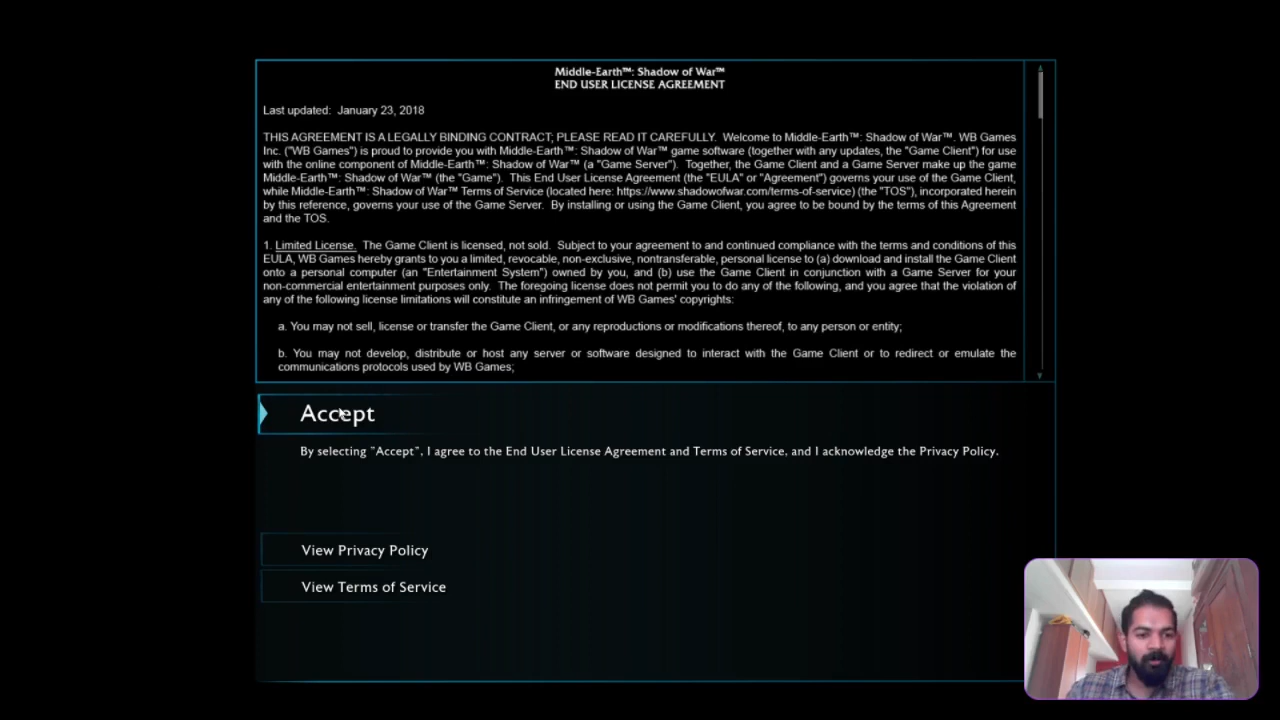 Middle-Earth™: Shadow of War™
END USER LICENSE AGREEMENT
Last updated: January 23, 2018
THIS AGREEMENT IS A LEGALLY BINDING CONTRACT; PLEASE READ IT CAREFULLY. Welcome to Middle-Earth™: Shadow of War™. WB Games
Inc. ("WB Games") is proud to provide you with Middle-Earth™: Shadow of War™ game software (together with any updates, the "Game Client") for use
with the online component of Middle-Earth™: Shadow of War™ (a "Game Server"). Together, the Game Client and a Game Server make up the game
Middle-Earth™: Shadow of War™ (the "Game"). This End User License Agreement (the "EULA" or "Agreement") governs your use of the Game Client,
while Middle-Earth™: Shadow of War™ Terms of Service (located here: https://www.shadowofwar.com/terms-of-service) (the "TOS"), incorporated herein
by this reference, governs your use of the Game Server. By installing or using the Game Client, you agree to be bound by the terms of this Agreement
and the TOS.
1. Limited License. The Game Client is licensed, not sold. Subject to your agreement to and continued compliance with the terms and conditions of this
EULA, WB Games hereby grants to you a limited, revocable, non-exclusive, nontransferable, personal license to (a) download and install the Game Client
onto a personal computer (an "Entertainment System") owned by you, and (b) use the Game Client in conjunction with a Game Server for your
non-commercial entertainment purposes only. The foregoing license does not permit you to do any of the following, and you agree that the violation of
any of the following license limitations will constitute an infringement of WB Games' copyrights:
a. You may not sell, license or transfer the Game Client, or any reproductions or modifications thereof, to any person or entity;
b. You may not develop, distribute or host any server or software designed to interact with the Game Client or to redirect or emulate the
communications protocols used by WB Games;
Accept
By selecting "Accept", I agree to the End User License Agreement and Terms of Service, and I acknowledge the Privacy Policy.
View Privacy Policy
View Terms of Service